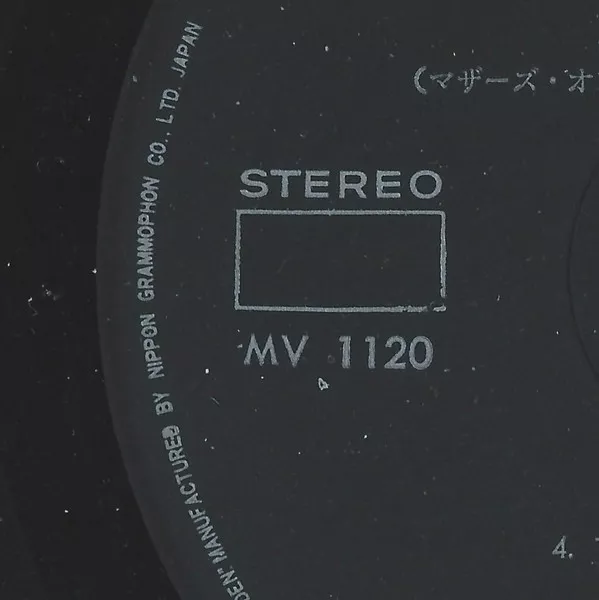 (マザーズ・オ
STEREO
MV 1120
4.
DEN. MANUFACTURED BY NIPPON GRAMMOPHON CO., LTD. JAPAN